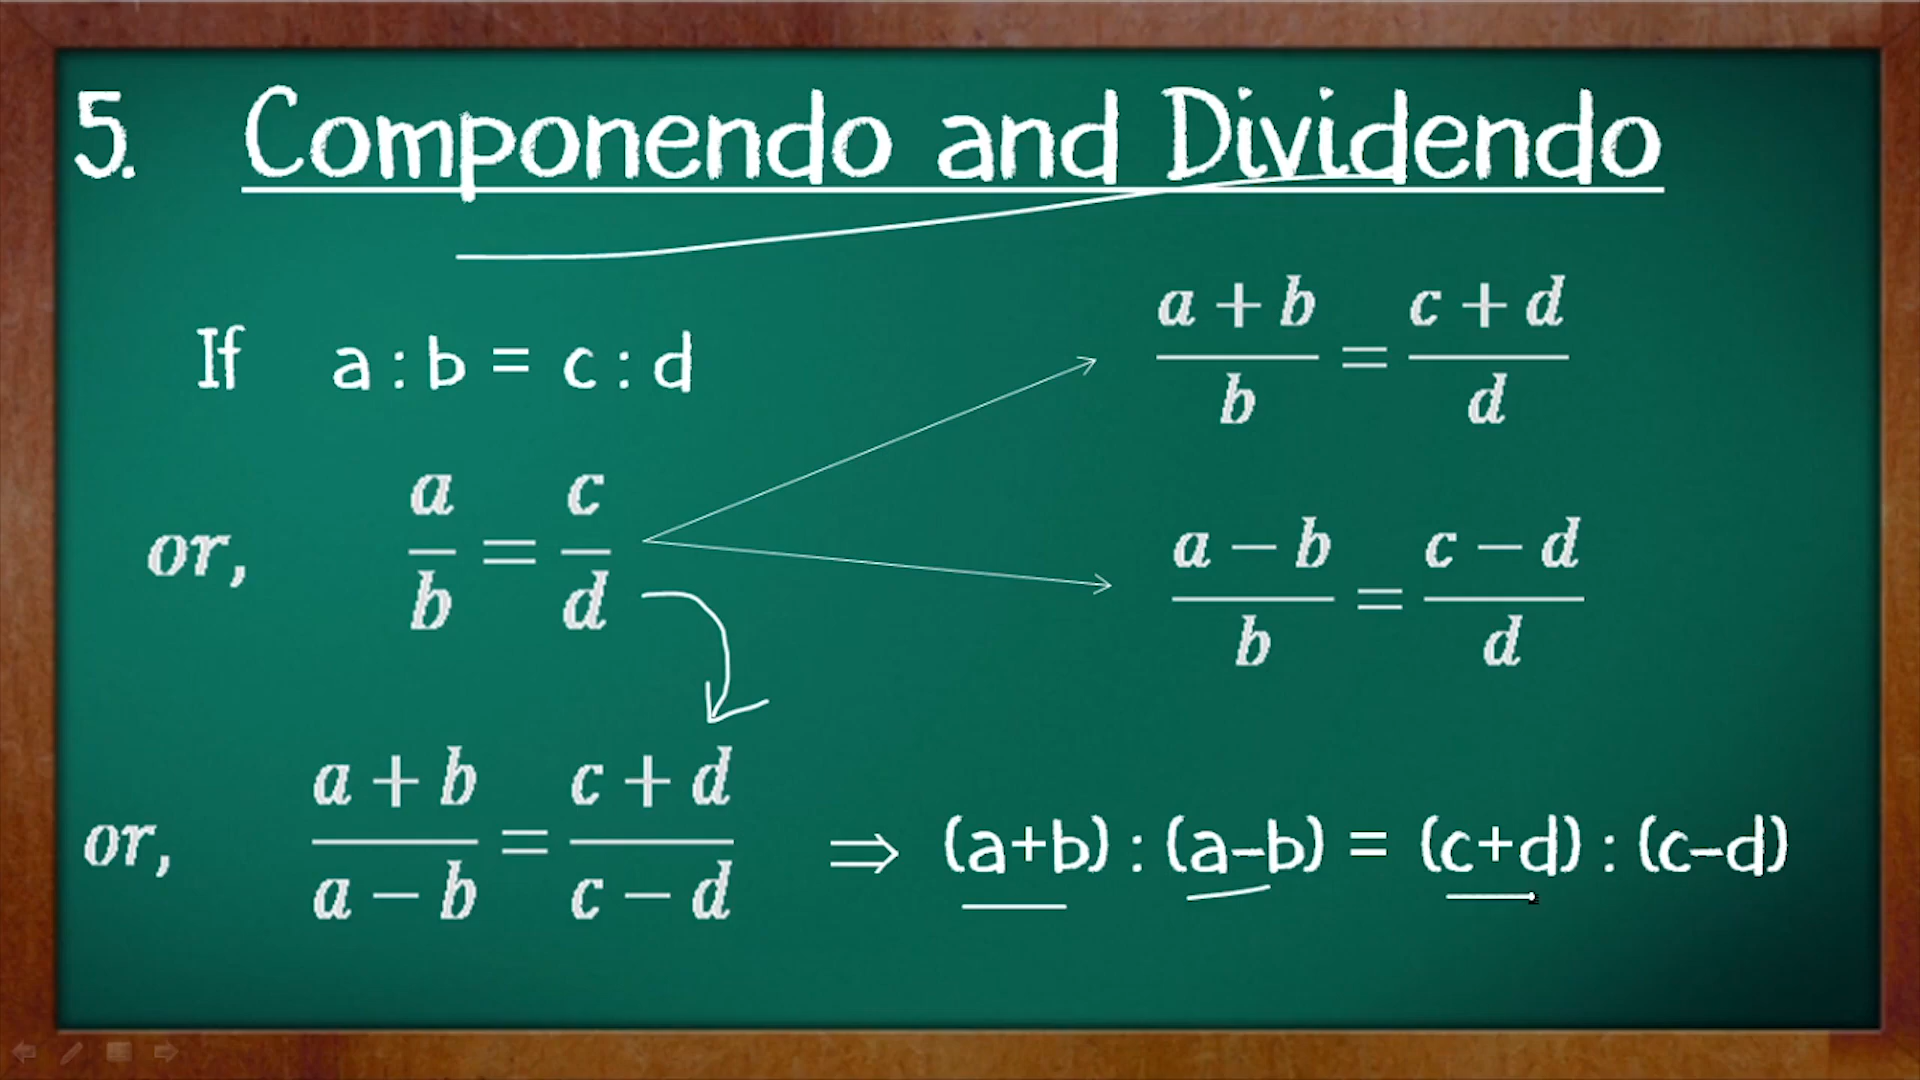 5. Componendo and Dividendo
If a : b = c : d
a + b / b = c + d / d
or, a / b = c / d
a − b / b = c − d / d
or, a + b / a − b = c + d / c − d ⇒ (a+b) : (a−b) = (c+d) : (c-d)